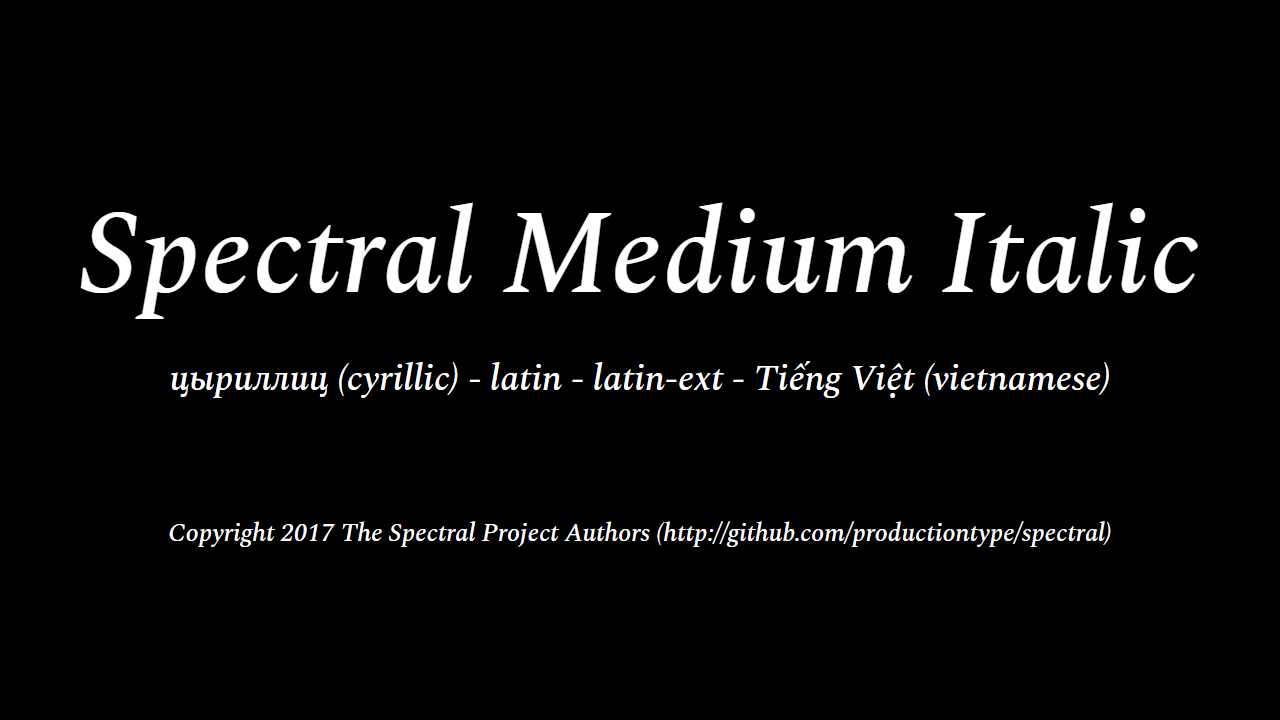 Spectral Medium Italic
цыриллиц (cyrillic) - latin - latin-ext - Tiếng Việt (vietnamese)
Copyright 2017 The Spectral Project Authors (http://github.com/productiontype/spectral)